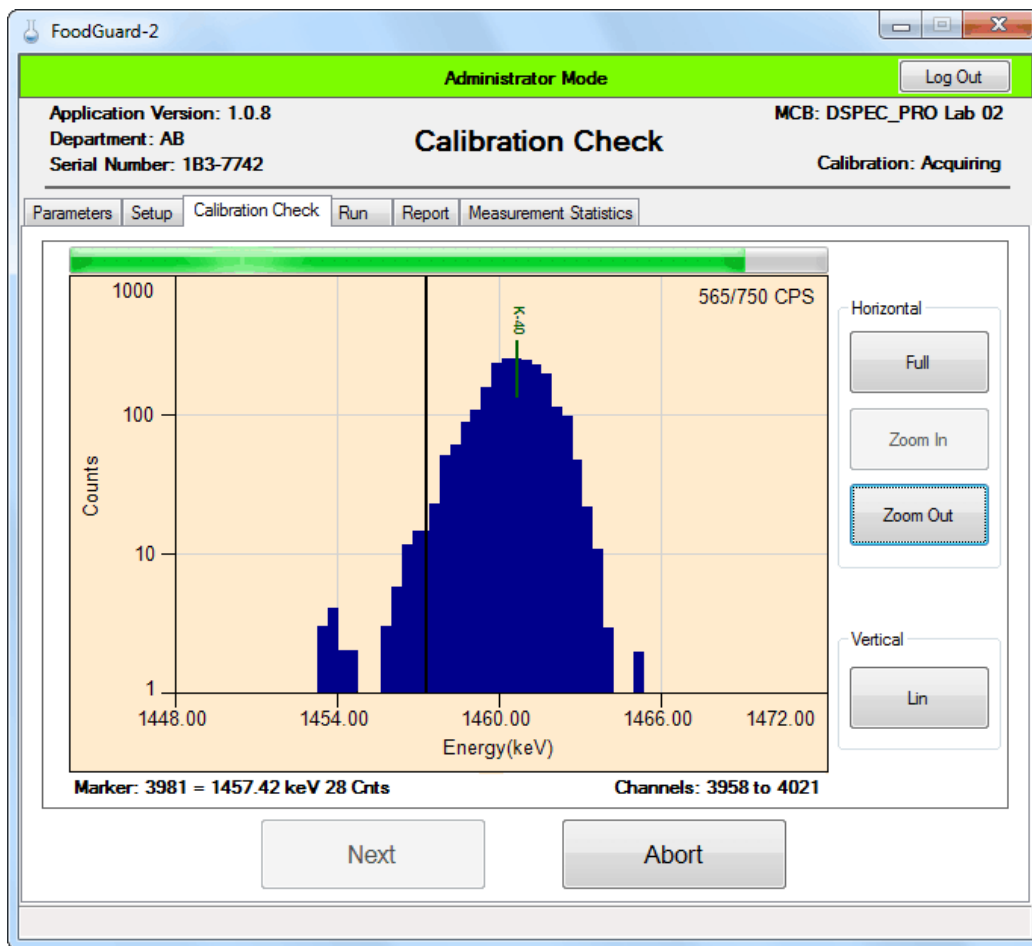 FoodGuard-2
Administrator Mode
Log Out
Application Version: 1.0.8
Department: AB
Serial Number: 1B3-7742
Calibration Check
MCB: DSPEC_PRO Lab 02
Calibration: Acquiring
Parameters Setup Calibration Check Run Report Measurement Statistics
565/750 CPS
K-40
1000
100
10
1
Counts
1448.00 1454.00 1460.00 1466.00 1472.00
Energy(keV)
Marker: 3981 = 1457.42 keV 28 Cnts
Channels: 3958 to 4021
Horizontal
Full
Zoom In
Zoom Out
Vertical
Lin
Next
Abort